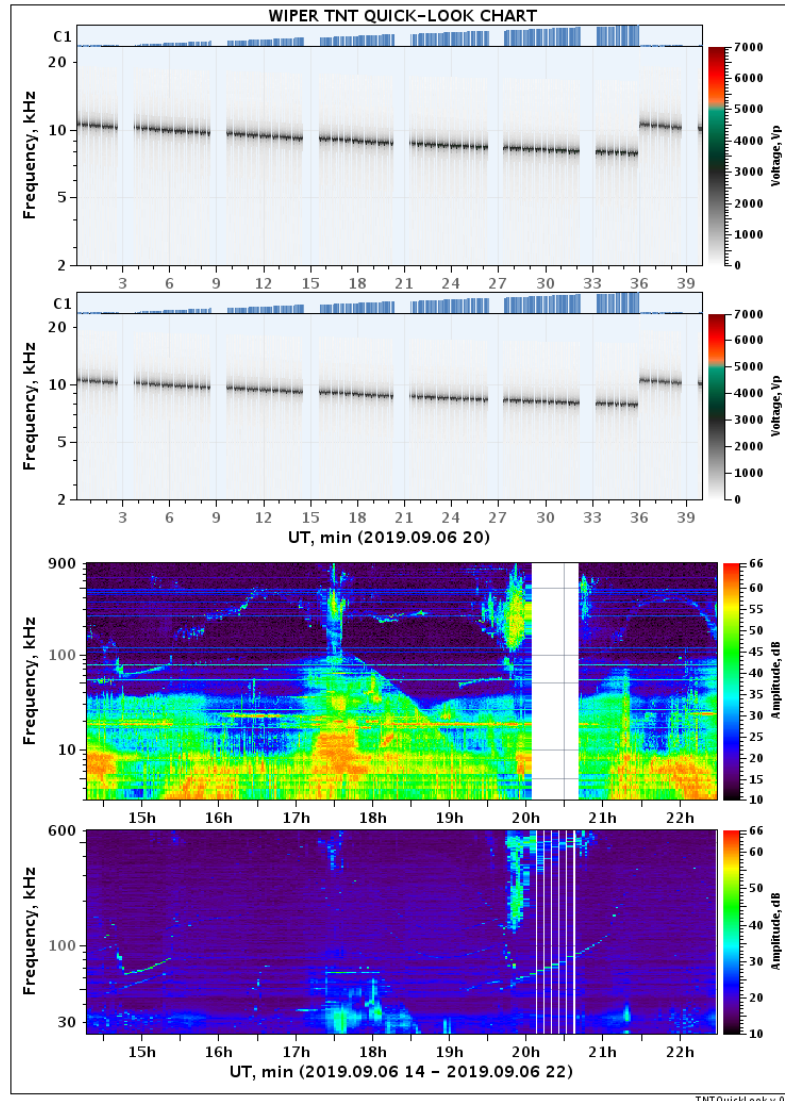 WIPER TNT QUICK-LOOK CHART
C1
20
10
5
2
Frequency, kHz
3 6 9 12 15 18 21 24 27 30 33 36 39
7000
6000
5000
4000
3000
2000
1000
0
Voltage, Vp
C1
20
10
5
2
Frequency, kHz
3 6 9 12 15 18 21 24 27 30 33 36 39
UT, min (2019.09.06 20)
7000
6000
5000
4000
3000
2000
1000
0
Voltage, Vp
900
100
10
Frequency, kHz
15h 16h 17h 18h 19h 20h 21h 22h
66
60
55
50
45
40
35
30
25
20
15
10
Amplitude, dB
600
100
30
Frequency, kHz
15h 16h 17h 18h 19h 20h 21h 22h
UT, min (2019.09.06 14 - 2019.09.06 22)
66
60
50
40
30
20
10
Amplitude, dB